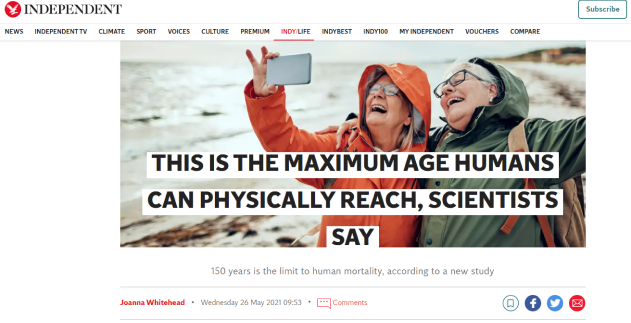 INDEPENDENT
Subscribe
NEWS INDEPENDENT TV CLIMATE SPORT VOICES CULTURE PREMIUM INDY/LIFE INDYBEST INDY100 MY INDEPENDENT VOUCHERS COMPARE
THIS IS THE MAXIMUM AGE HUMANS
CAN PHYSICALLY REACH, SCIENTISTS
SAY
150 years is the limit to human mortality, according to a new study
Joanna Whitehead • Wednesday 26 May 2021 09:53 • Comments